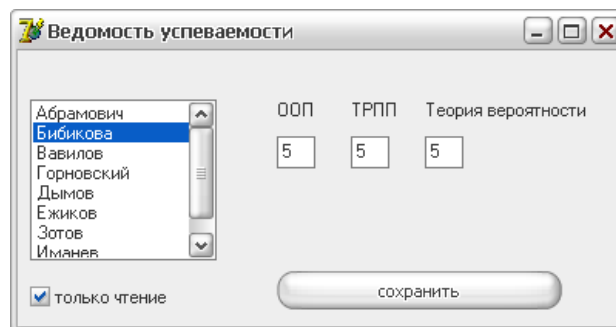 Ведомость успеваемости
Абрамович
Бибикова
Вавилов
Горновский
Дымов
Ежиков
Зотов
Иманев
только чтение
ООП ТРПП Теория вероятности
5 5 5
сохранить